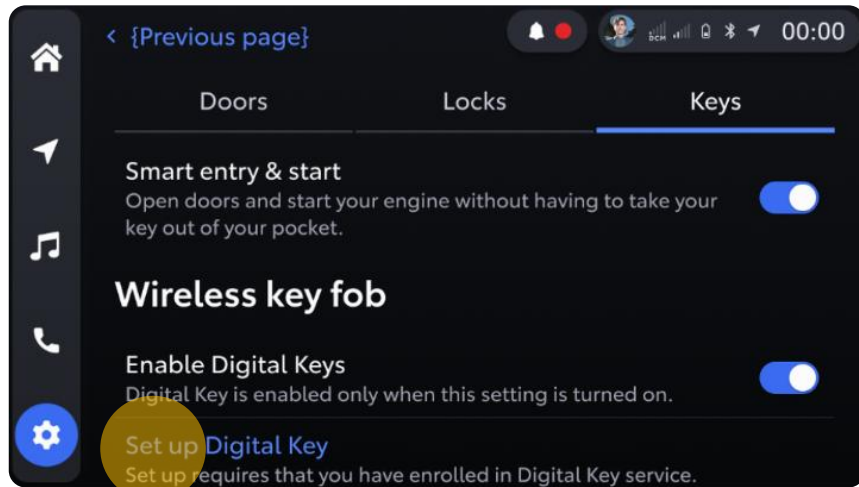 < {Previous page}
DCM
00:00
Doors Locks Keys
Smart entry & start
Open doors and start your engine without having to take your
key out of your pocket.
Wireless key fob
Enable Digital Keys
Digital Key is enabled only when this setting is turned on.
Set up Digital Key
Set up requires that you have enrolled in Digital Key service.